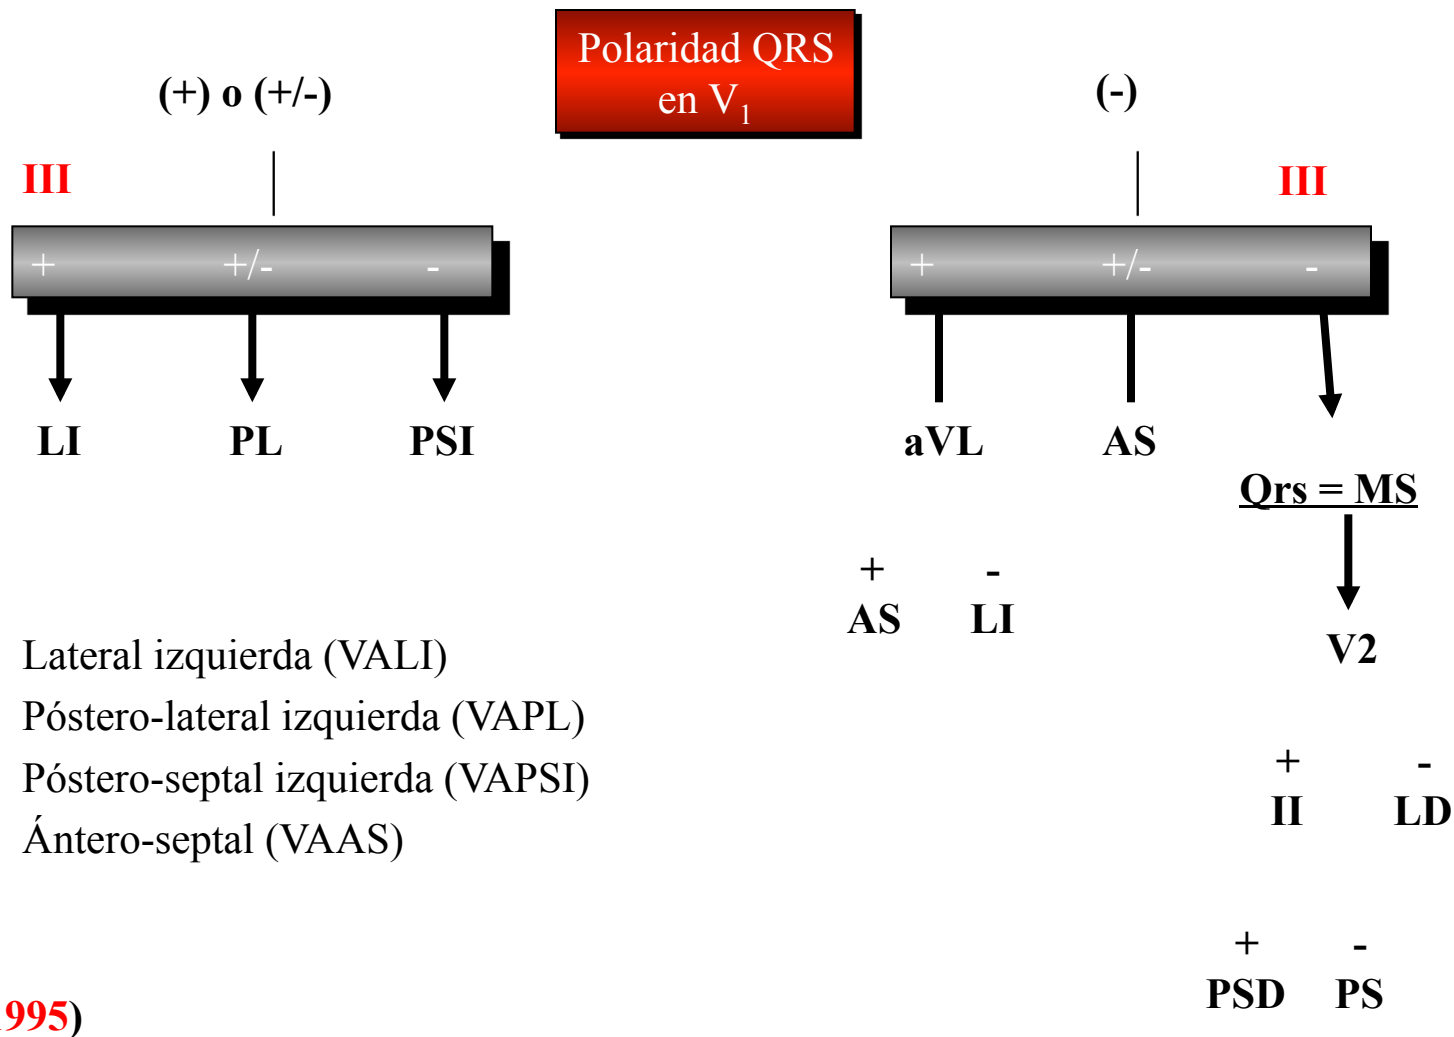 Polaridad QRS
en V1
(+) o (+/-)
(-)
III
III
+ +/- -
+ +/- -
LI PL PSI
aVL AS
Qrs = MS
+ -
AS LI
V2
Lateral izquierda (VALI)
Póstero-lateral izquierda (VAPL)
Póstero-septal izquierda (VAPSI)
Ántero-septal (VAAS)
+ -
II LD
+ -
PSD PS
995)